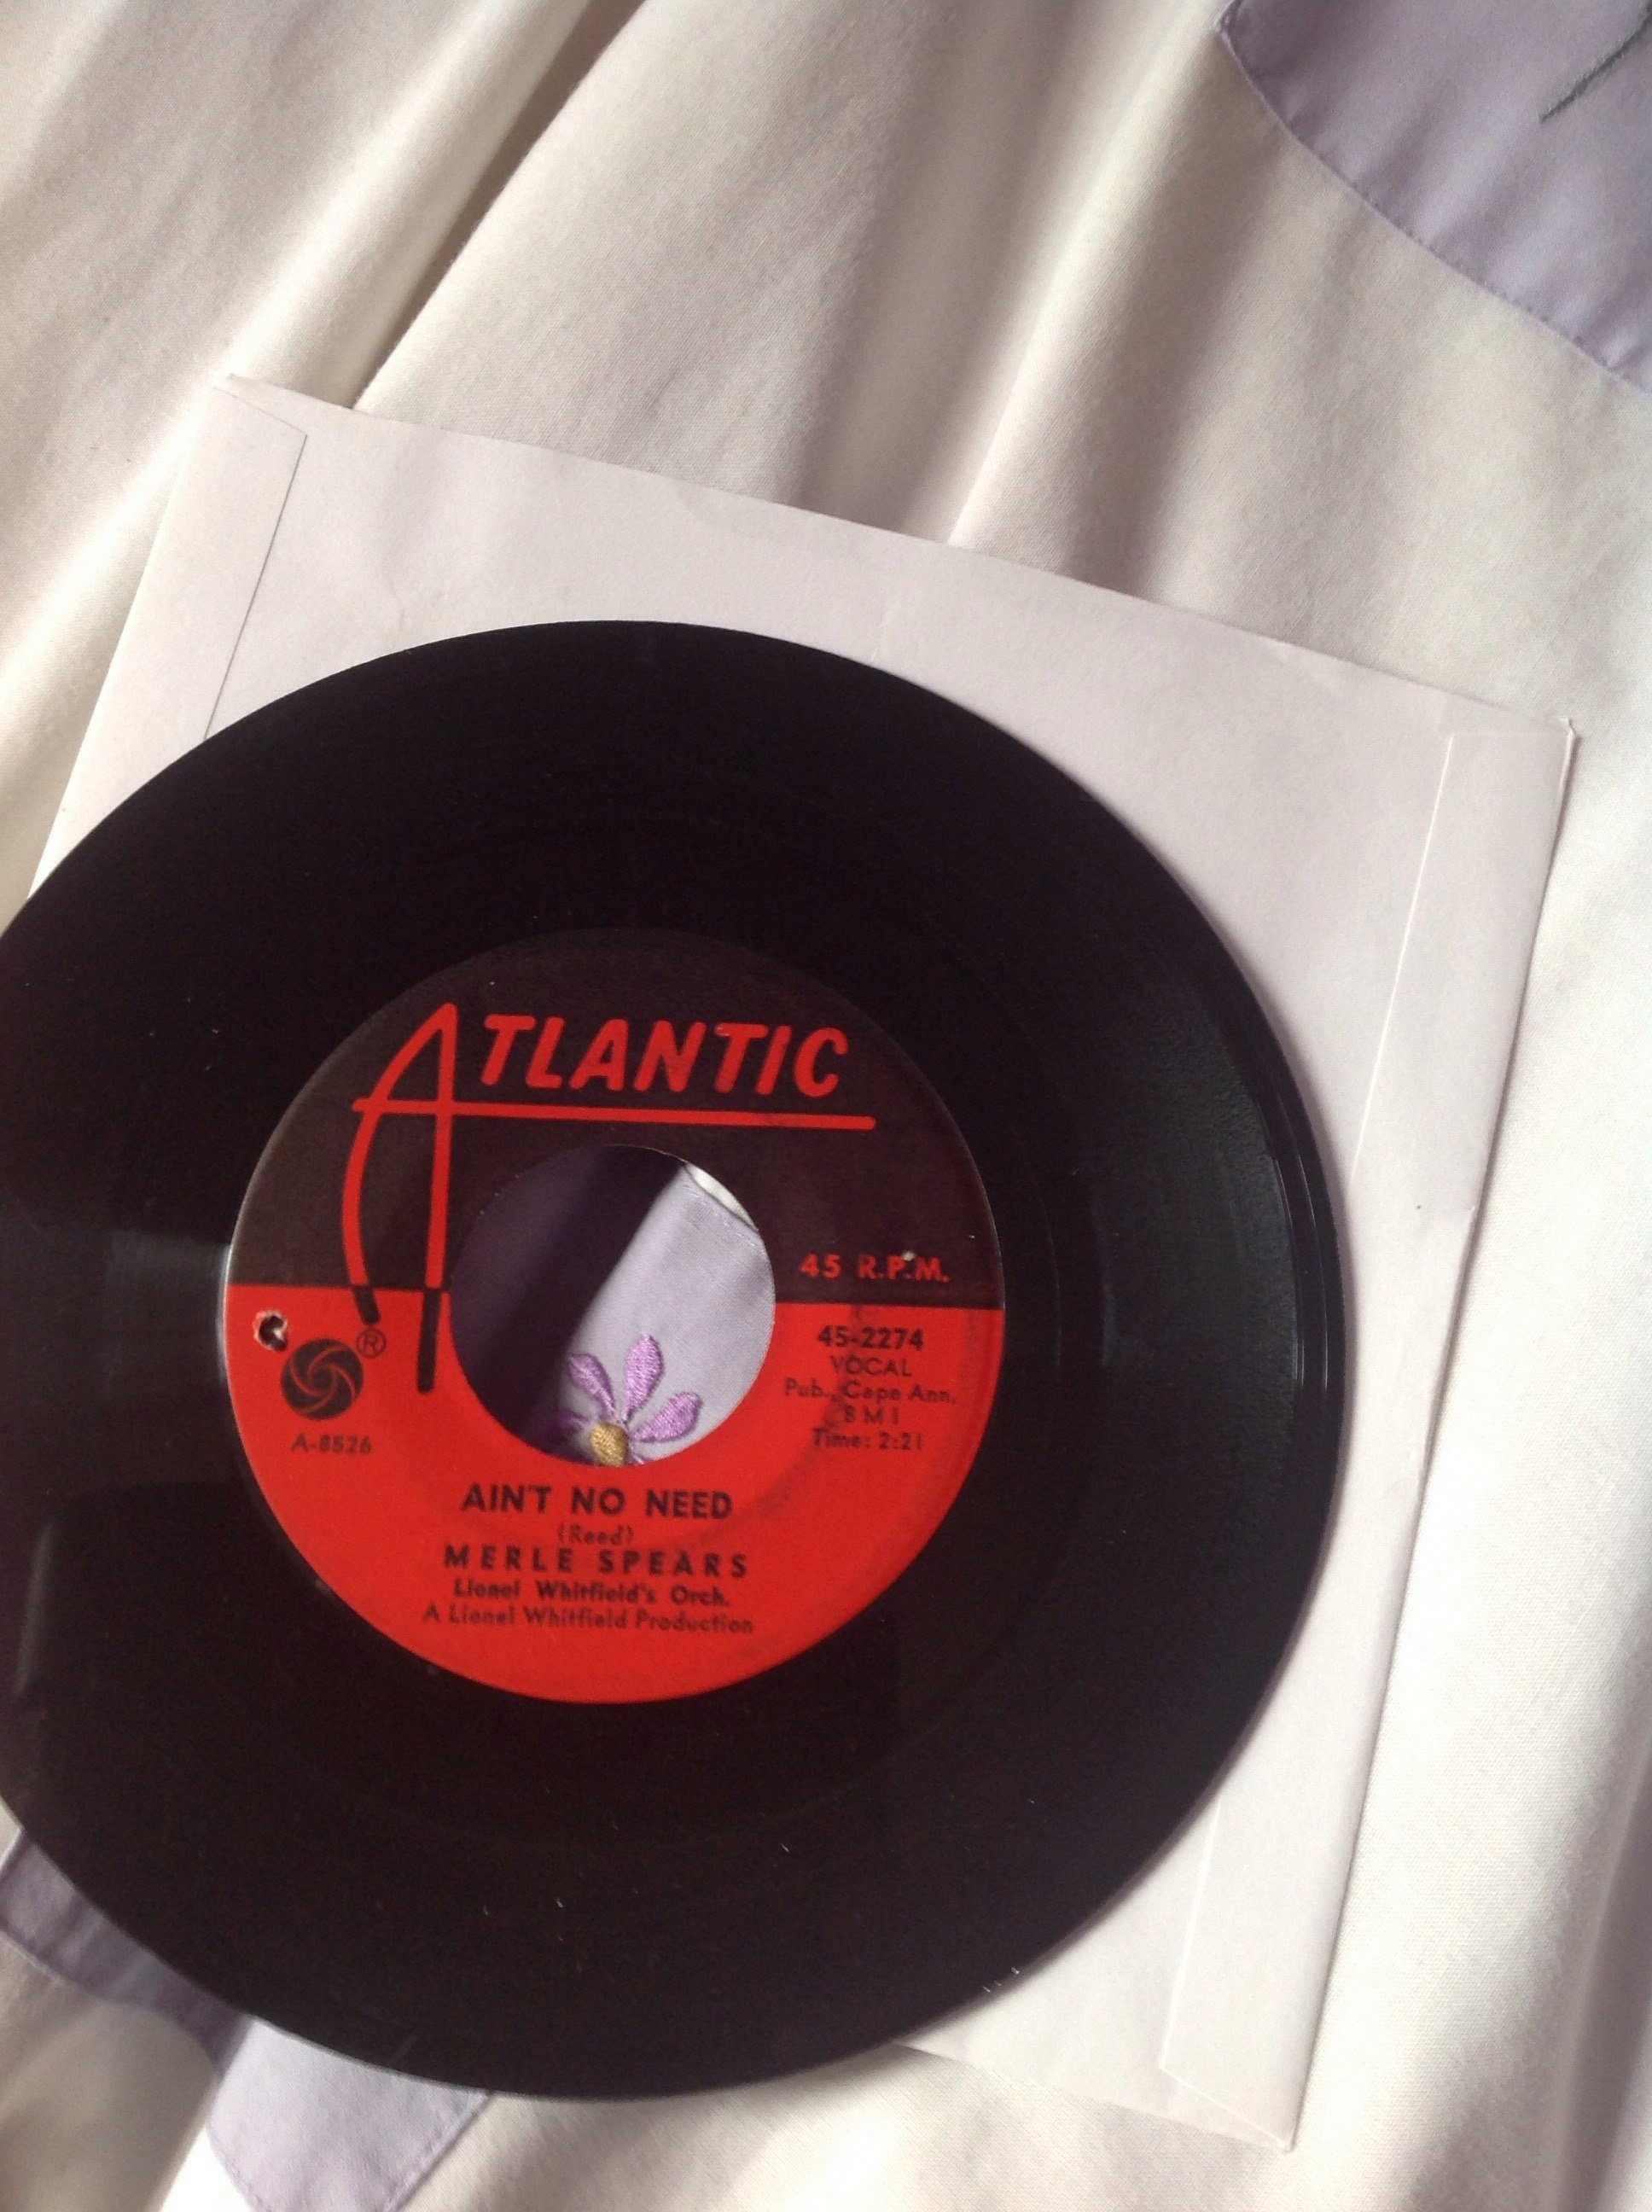 ATLANTIC
45 R.P.M.
®
A-8526
45-2274
VOCAL
Pub., Cape Ann,
BMI
Time: 2:21
AIN'T NO NEED
(Reed)
MERLE SPEARS
Lionel Whitfield's Orch.
A Lionel Whitfield Production